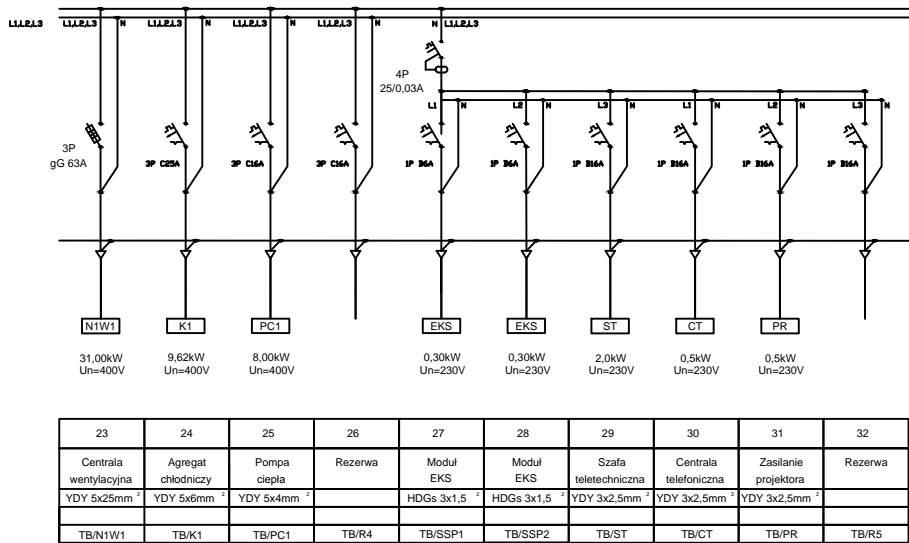 L1,L2,L3 L1,L2,L3 N L1,L2,L3 N L1,L2,L3 N L1,L2,L3 N L1,L2,L3
4P
25/0,03A
L1 N L2 N L3 N L1 N L2 N L3 N
3P
gG 63A
3P C25A 3P C16A 3P C16A 1P B6A 1P B6A 1P B16A 1P B16A 1P B16A 1P B16A
N1W1 K1 PC1 EKS EKS ST CT PR
31,00kW 9,62kW 8,00kW 0,30kW 0,30kW 2,0kW 0,5kW 0,5kW
Un=400V Un=400V Un=400V Un=230V Un=230V Un=230V Un=230V Un=230V
23 24 25 26 27 28 29 30 31 32
Centrala Agregat Pompa Rezerwa Moduł Moduł Szafa Centrala Zasilanie Rezerwa
wentylacyjna chłodniczy ciepła EKS EKS teletechniczna telefoniczna projektora
YDY 5x25mm² YDY 5x6mm² YDY 5x4mm² HDGs 3x1,5² HDGs 3x1,5² YDY 3x2,5mm² YDY 3x2,5mm² YDY 3x2,5mm²
TB/N1W1 TB/K1 TB/PC1 TB/R4 TB/SSP1 TB/SSP2 TB/ST TB/CT TB/PR TB/R5